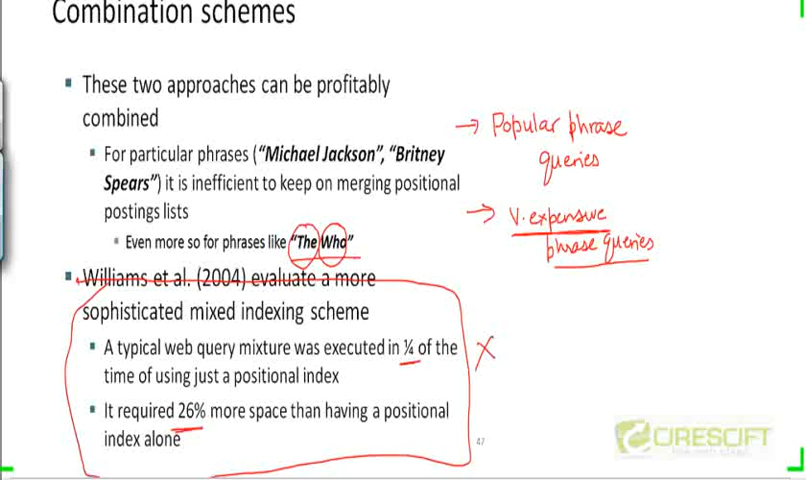 Combination schemes
These two approaches can be profitably
combined
For particular phrases ("Michael Jackson", "Britney
Spears") it is inefficient to keep on merging positional
postings lists
Even more so for phrases like "The Who"
Williams et al. (2004) evaluate a more
sophisticated mixed indexing scheme
A typical web query mixture was executed in ¼ of the
time of using just a positional index
It required 26% more space than having a positional
index alone
→ Popular phrase
queries
→ V. expensive
phrase queries
X
47
CIRESCIFT